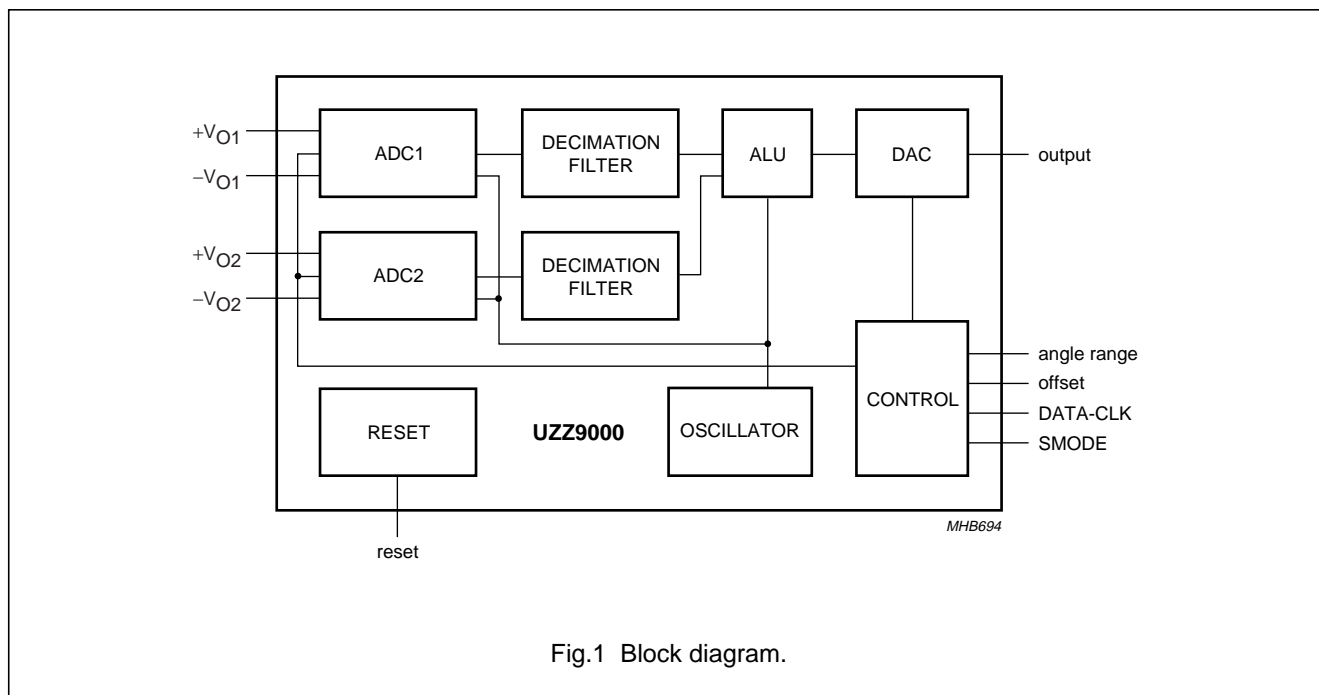 +VO1
−VO1
ADC1
DECIMATION
FILTER
ALU
DAC
output
+VO2
−VO2
ADC2
DECIMATION
FILTER
RESET
UZZ9000
OSCILLATOR
CONTROL
angle range
offset
DATA-CLK
SMODE
MHB694
reset
Fig.1 Block diagram.